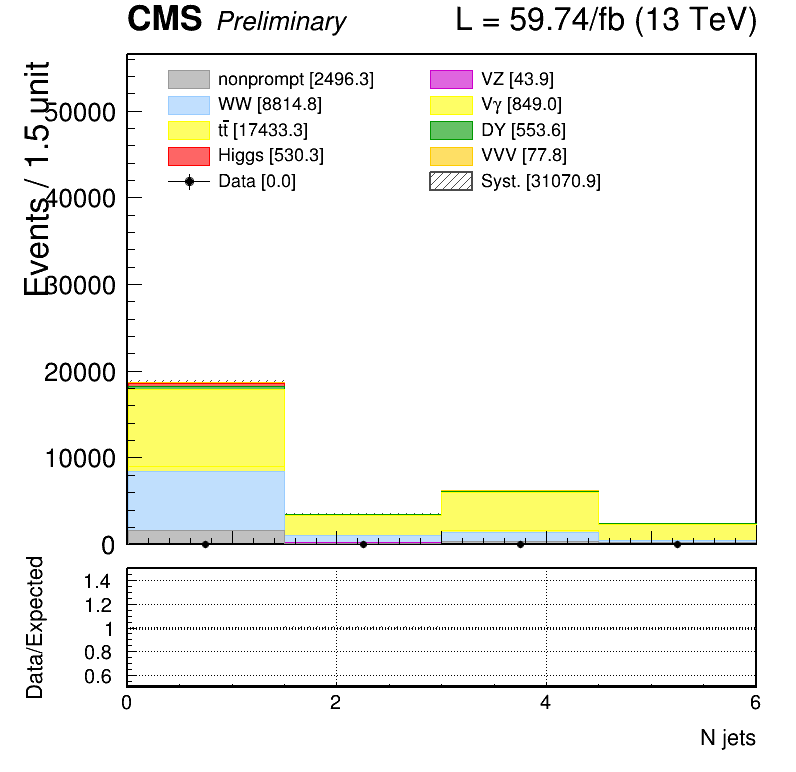 CMS Preliminary L = 59.74/fb (13 TeV)
Events / 1.5 unit
nonprompt [2496.3]
WW [8814.8]
tt̄ [17433.3]
Higgs [530.3]
Data [0.0]
VZ [43.9]
Vγ [849.0]
DY [553.6]
VVV [77.8]
Syst. [31070.9]
50000
40000
30000
20000
10000
0
Data/Expected
1.4
1.2
1
0.8
0.6
0 2 4 6
N jets